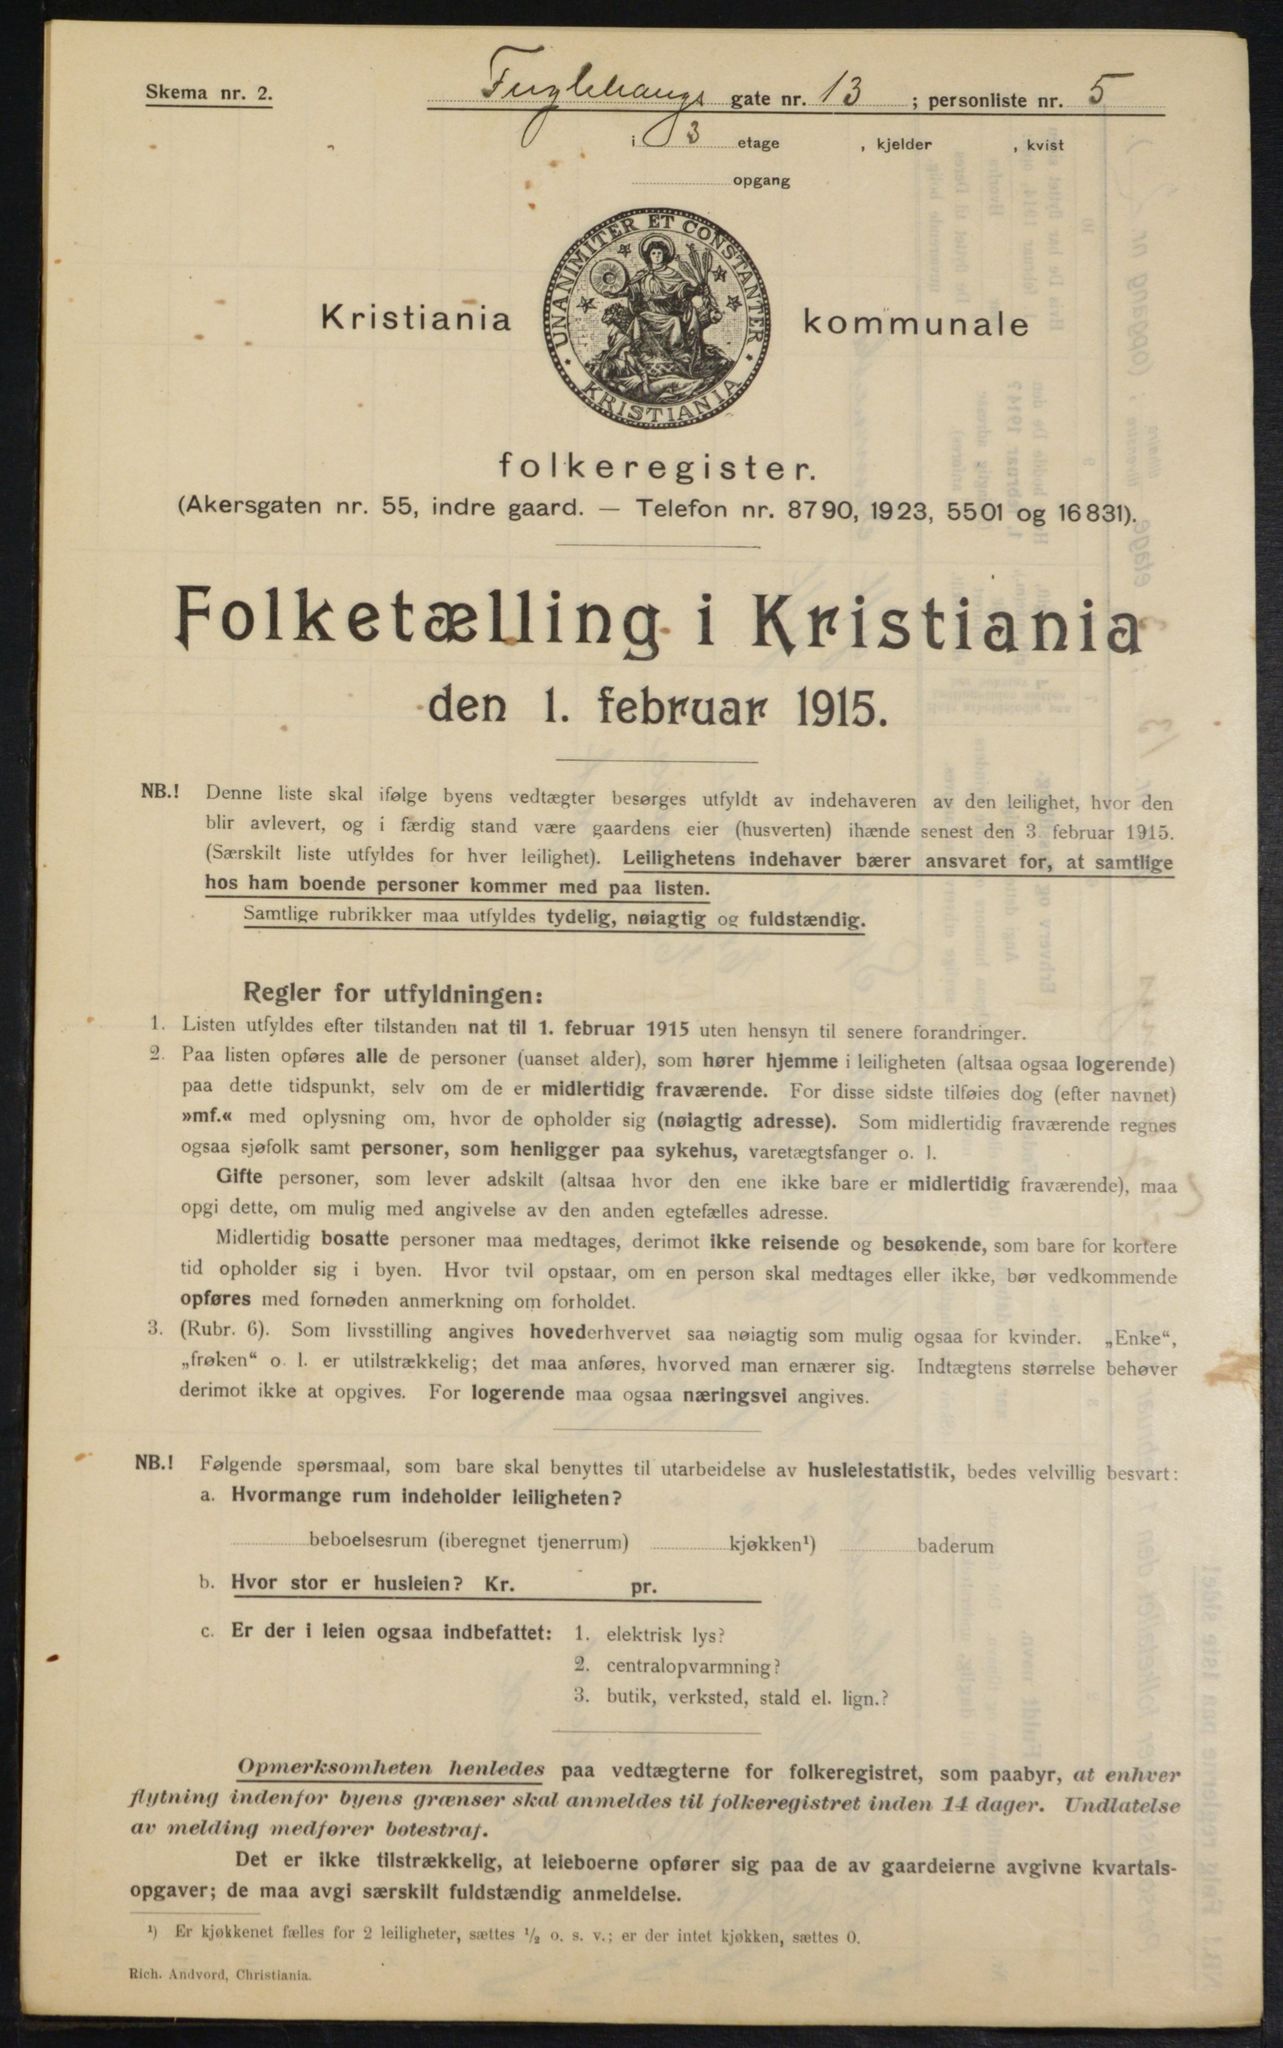 Skema nr. 2.
Fuglehaugs gate nr. 13 ; personliste nr. 5
i 3 etage , kjelder , kvist
opgang
UNANIMITER ET CONSTANTER
KRISTIANIA
Kristiania kommunale
folkeregister.
(Akersgaten nr. 55, indre gaard. — Telefon nr. 8790, 1923, 5501 og 16831).
Folketælling i Kristiania
den 1. februar 1915.
NB.! Denne liste skal ifølge byens vedtægter besørges utfyldt av indehaveren av den leilighet, hvor den
blir avlevert, og i færdig stand være gaardens eier (husverten) ihænde senest den 3. februar 1915.
(Særskilt liste utfyldes for hver leilighet). Leilighetens indehaver bærer ansvaret for, at samtlige
hos ham boende personer kommer med paa listen.
Samtlige rubrikker maa utfyldes tydelig, nøiagtig og fuldstændig.
Regler for utfyldningen:
1. Listen utfyldes efter tilstanden nat til 1. februar 1915 uten hensyn til senere forandringer.
2. Paa listen opføres alle de personer (uanset alder), som hører hjemme i leiligheten (altsaa ogsaa logerende)
paa dette tidspunkt, selv om de er midlertidig fraværende. For disse sidste tilføies dog (efter navnet)
»mf.« med oplysning om, hvor de opholder sig (nøiagtig adresse). Som midlertidig fraværende regnes
ogsaa sjøfolk samt personer, som henligger paa sykehus, varetægtsfanger o. l.
Gifte personer, som lever adskilt (altsaa hvor den ene ikke bare er midlertidig fraværende), maa
opgi dette, om mulig med angivelse av den anden egtefælles adresse.
Midlertidig bosatte personer maa medtages, derimot ikke reisende og besøkende, som bare for kortere
tid opholder sig i byen. Hvor tvil opstaar, om en person skal medtages eller ikke, bør vedkommende
opføres med fornøden anmerkning om forholdet.
3. (Rubr. 6). Som livsstilling angives hovederhvervet saa nøiagtig som mulig ogsaa for kvinder. „Enke“,
„frøken“ o. l. er utilstrækkelig; det maa anføres, hvorved man ernærer sig. Indtægtens størrelse behøver
derimot ikke at opgives. For logerende maa ogsaa næringsvei angives.
NB.! Følgende spørsmaal, som bare skal benyttes til utarbeidelse av husleiestatistik, bedes velvillig besvart:
a. Hvormange rum indeholder leiligheten?
beboelsesrum (iberegnet tjenerrum) kjøkken¹) baderum
b. Hvor stor er husleien? Kr. pr.
c. Er der i leien ogsaa indbefattet: 1. elektrisk lys?
2. centralopvarmning?
3. butik, verksted, stald el. lign.?
Opmerksomheten henledes paa vedtægterne for folkeregistret, som paabyr, at enhver
flytning indenfor byens grænser skal anmeldes til folkeregistret inden 14 dager. Undlatelse
av melding medfører botestraf.
Det er ikke tilstrækkelig, at leieboerne opfører sig paa de av gaardeierne avgivne kvartals-
opgaver; de maa avgi særskilt fuldstændig anmeldelse.
¹) Er kjøkkenet fælles for 2 leiligheter, sættes ½ o. s. v.; er der intet kjøkken, sættes 0.
Rich. Andvord, Christiania.